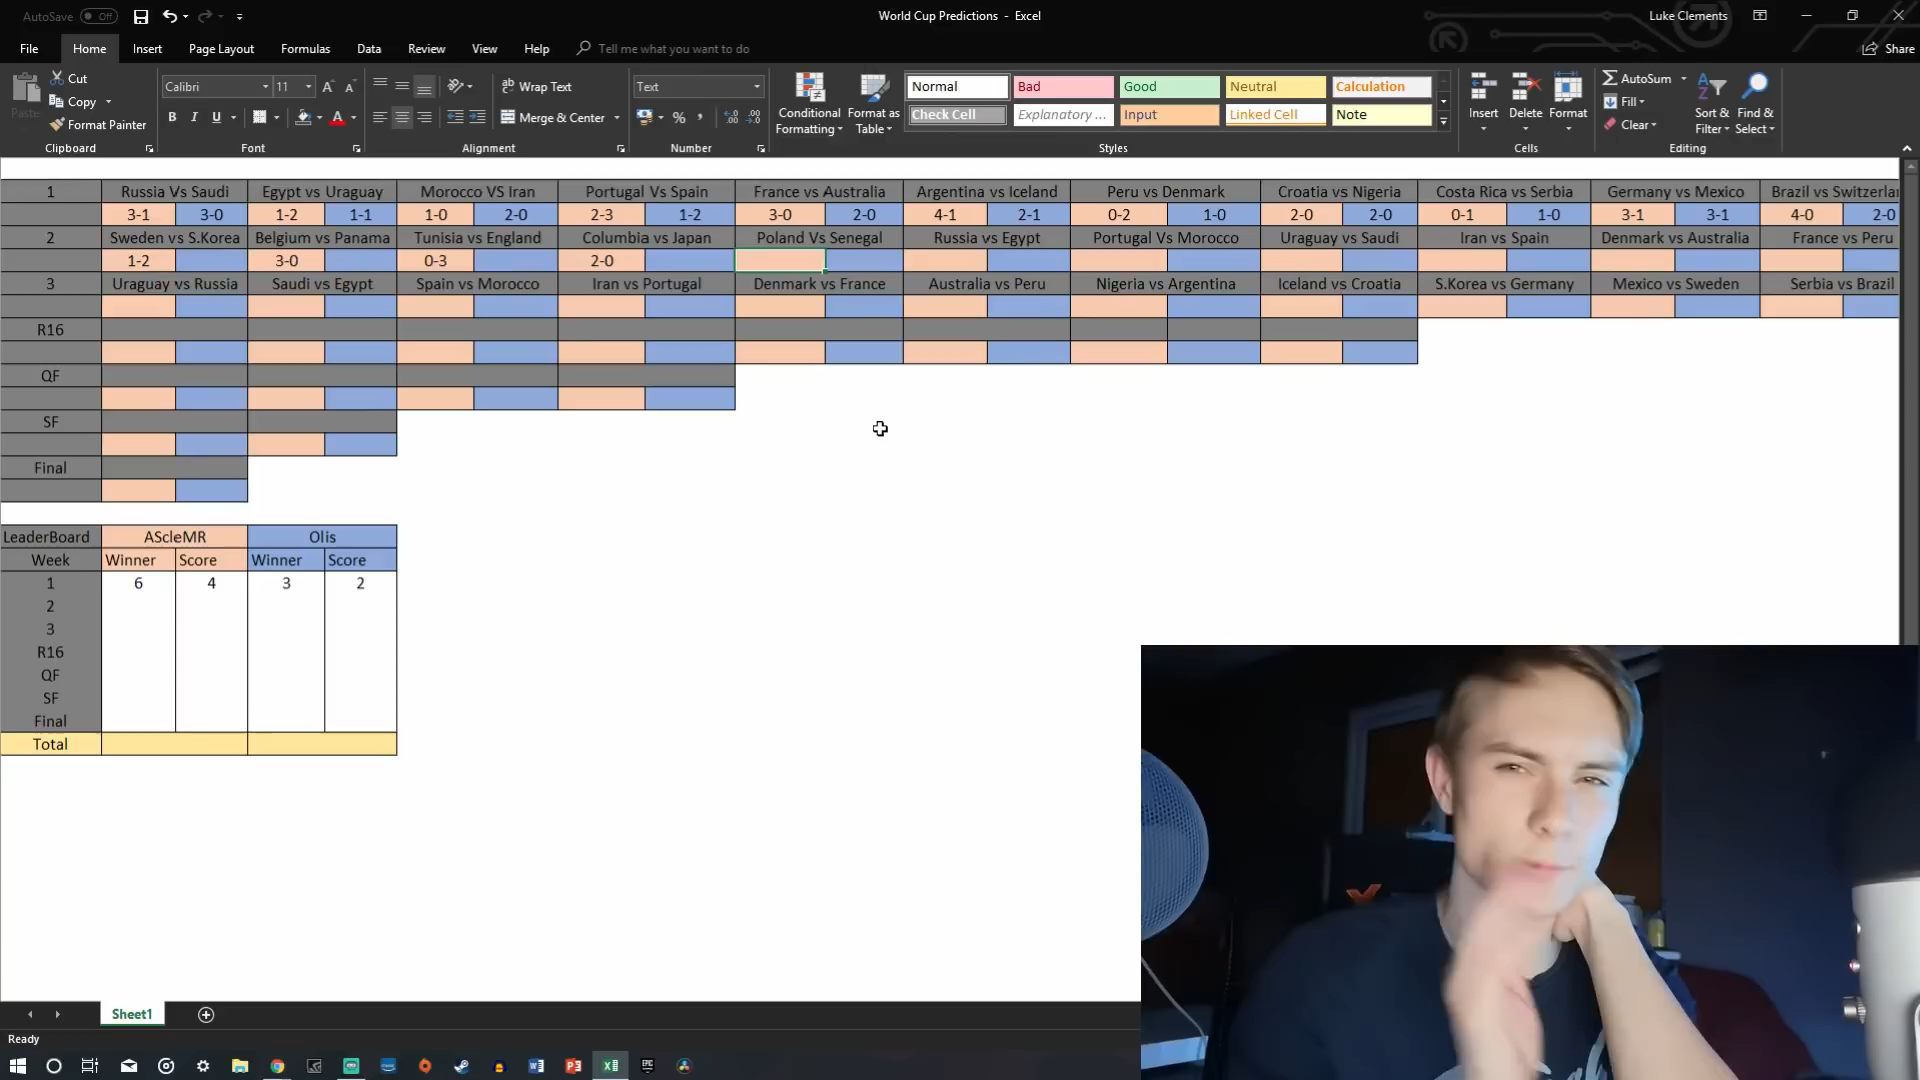 AutoSave Off
World Cup Predictions - Excel
Luke Clements
File Home Insert Page Layout Formulas Data Review View Help Tell me what you want to do
Share
Cut
Copy
Format Painter
Paste
Clipboard
Calibri 11
B I U
Font
Wrap Text
Merge & Center
Alignment
Text
Number
Conditional Formatting
Format as Table
Normal Bad Good Neutral Calculation
Check Cell Explanatory ... Input Linked Cell Note
Styles
Insert Delete Format
Cells
AutoSum
Fill
Clear
Sort & Filter
Find & Select
Editing
1 Russia Vs Saudi Egypt vs Uraguay Morocco VS Iran Portugal Vs Spain France vs Australia Argentina vs Iceland Peru vs Denmark Croatia vs Nigeria Costa Rica vs Serbia Germany vs Mexico Brazil vs Switzerlan
3-1 3-0 1-2 1-1 1-0 2-0 2-3 1-2 3-0 2-0 4-1 2-1 0-2 1-0 2-0 2-0 0-1 1-0 3-1 3-1 4-0 2-0
2 Sweden vs S.Korea Belgium vs Panama Tunisia vs England Columbia vs Japan Poland Vs Senegal Russia vs Egypt Portugal Vs Morocco Uraguay vs Saudi Iran vs Spain Denmark vs Australia France vs Peru
1-2 3-0 0-3 2-0
3 Uraguay vs Russia Saudi vs Egypt Spain vs Morocco Iran vs Portugal Denmark vs France Australia vs Peru Nigeria vs Argentina Iceland vs Croatia S.Korea vs Germany Mexico vs Sweden Serbia vs Brazil
R16
QF
SF
Final
LeaderBoard AScleMR Olis
Week Winner Score Winner Score
1 6 4 3 2
2
3
R16
QF
SF
Final
Total
Sheet1
Ready